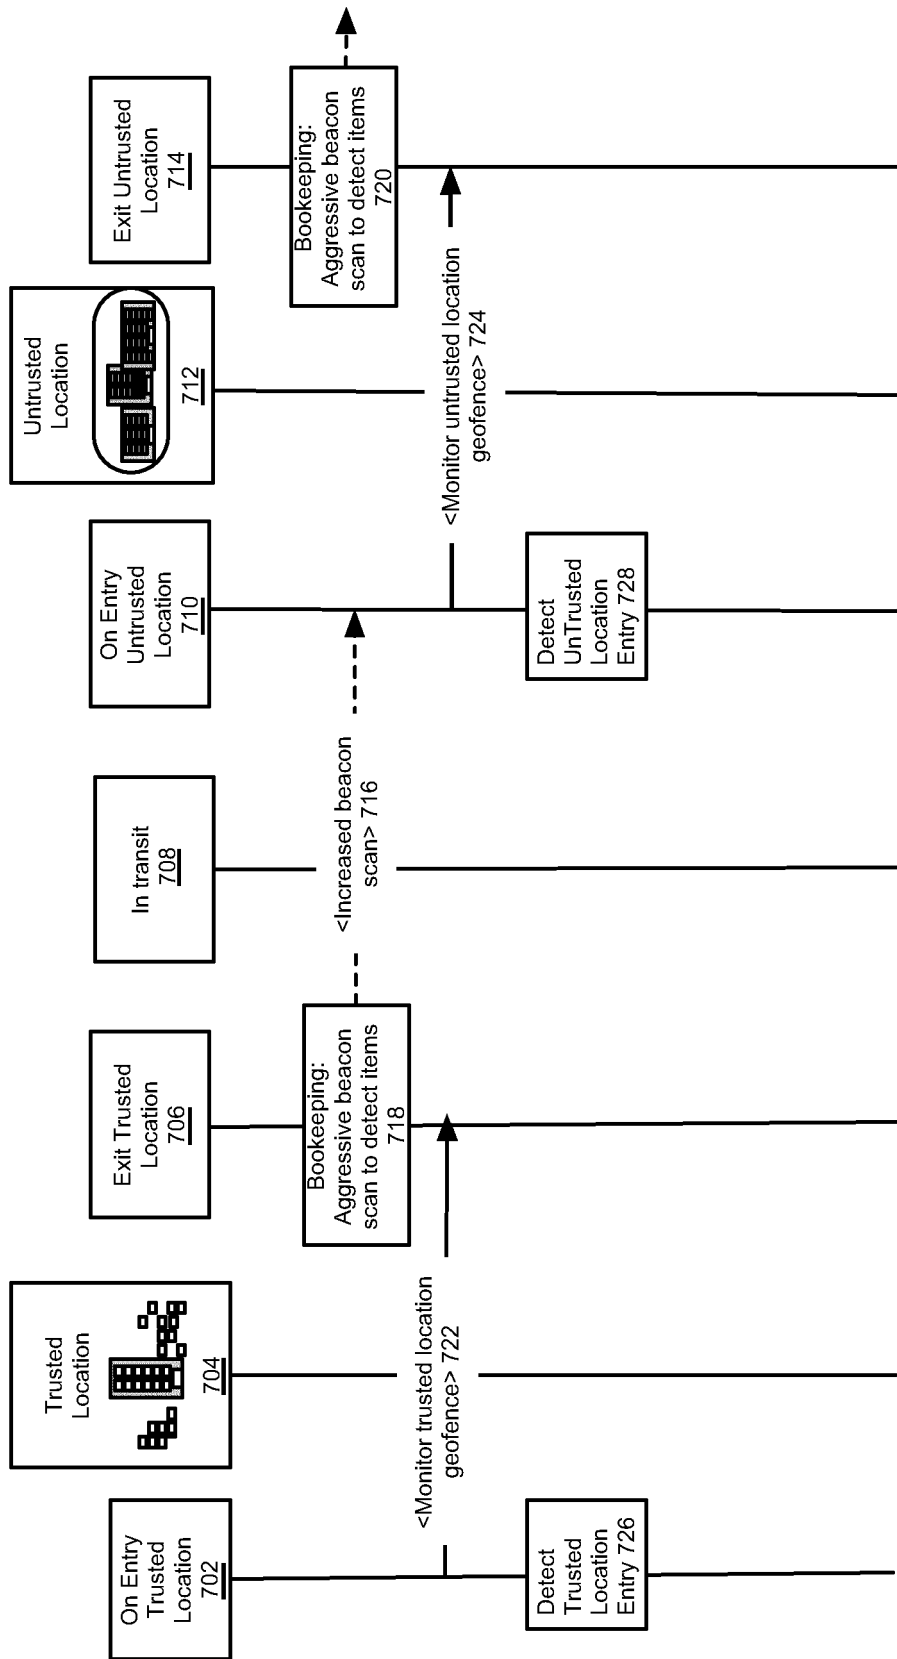 On Entry
Trusted
Location
702
Trusted
Location
704
Exit Trusted
Location
706
In transit
708
On Entry
Untrusted
Location
710
Untrusted
Location
712
Exit Untrusted
Location
714
Bookeeping:
Aggressive beacon
scan to detect items
718
<Increased beacon
scan> 716
Bookeeping:
Aggressive beacon
scan to detect items
720
<Monitor trusted location
geofence> 722
<Monitor untrusted location
geofence> 724
Detect
Trusted
Location
Entry 726
Detect
UnTrusted
Location
Entry 728